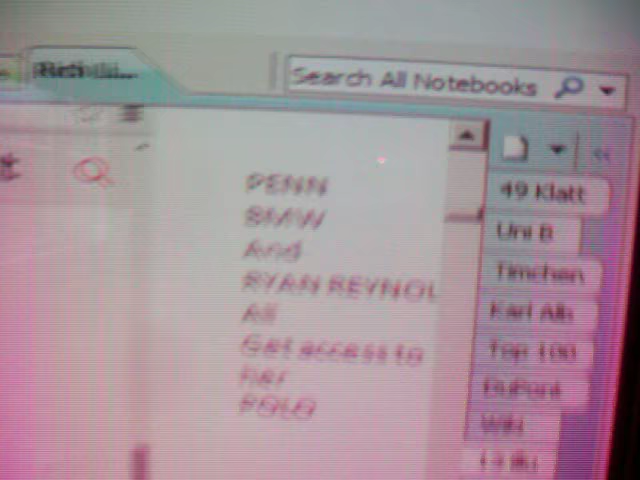 Search All Notebooks
PENN
BMW
And
RYAN REYNOL
All
Get access to
her
POLO
49 Klatt
Uni B
Timchen
Karl Alb
Top 100
DuPont